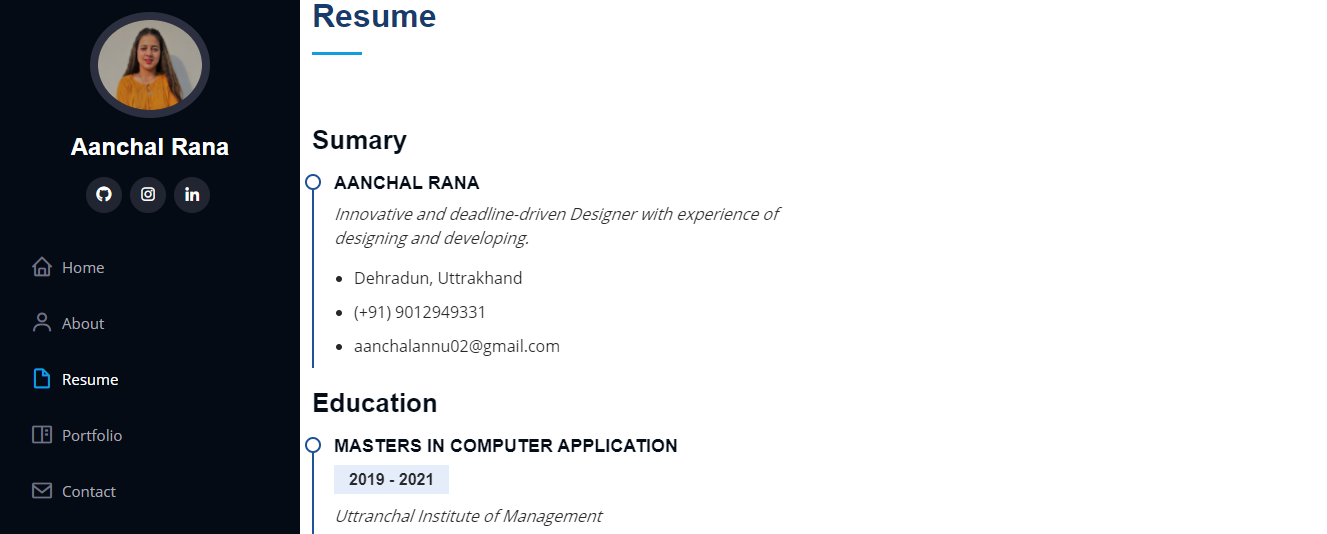 Aanchal Rana
Home
About
Resume
Portfolio
Contact
Resume
Sumary
AANCHAL RANA
Innovative and deadline-driven Designer with experience of
designing and developing.
Dehradun, Uttrakhand
(+91) 9012949331
aanchalannu02@gmail.com
Education
MASTERS IN COMPUTER APPLICATION
2019 - 2021
Uttranchal Institute of Management